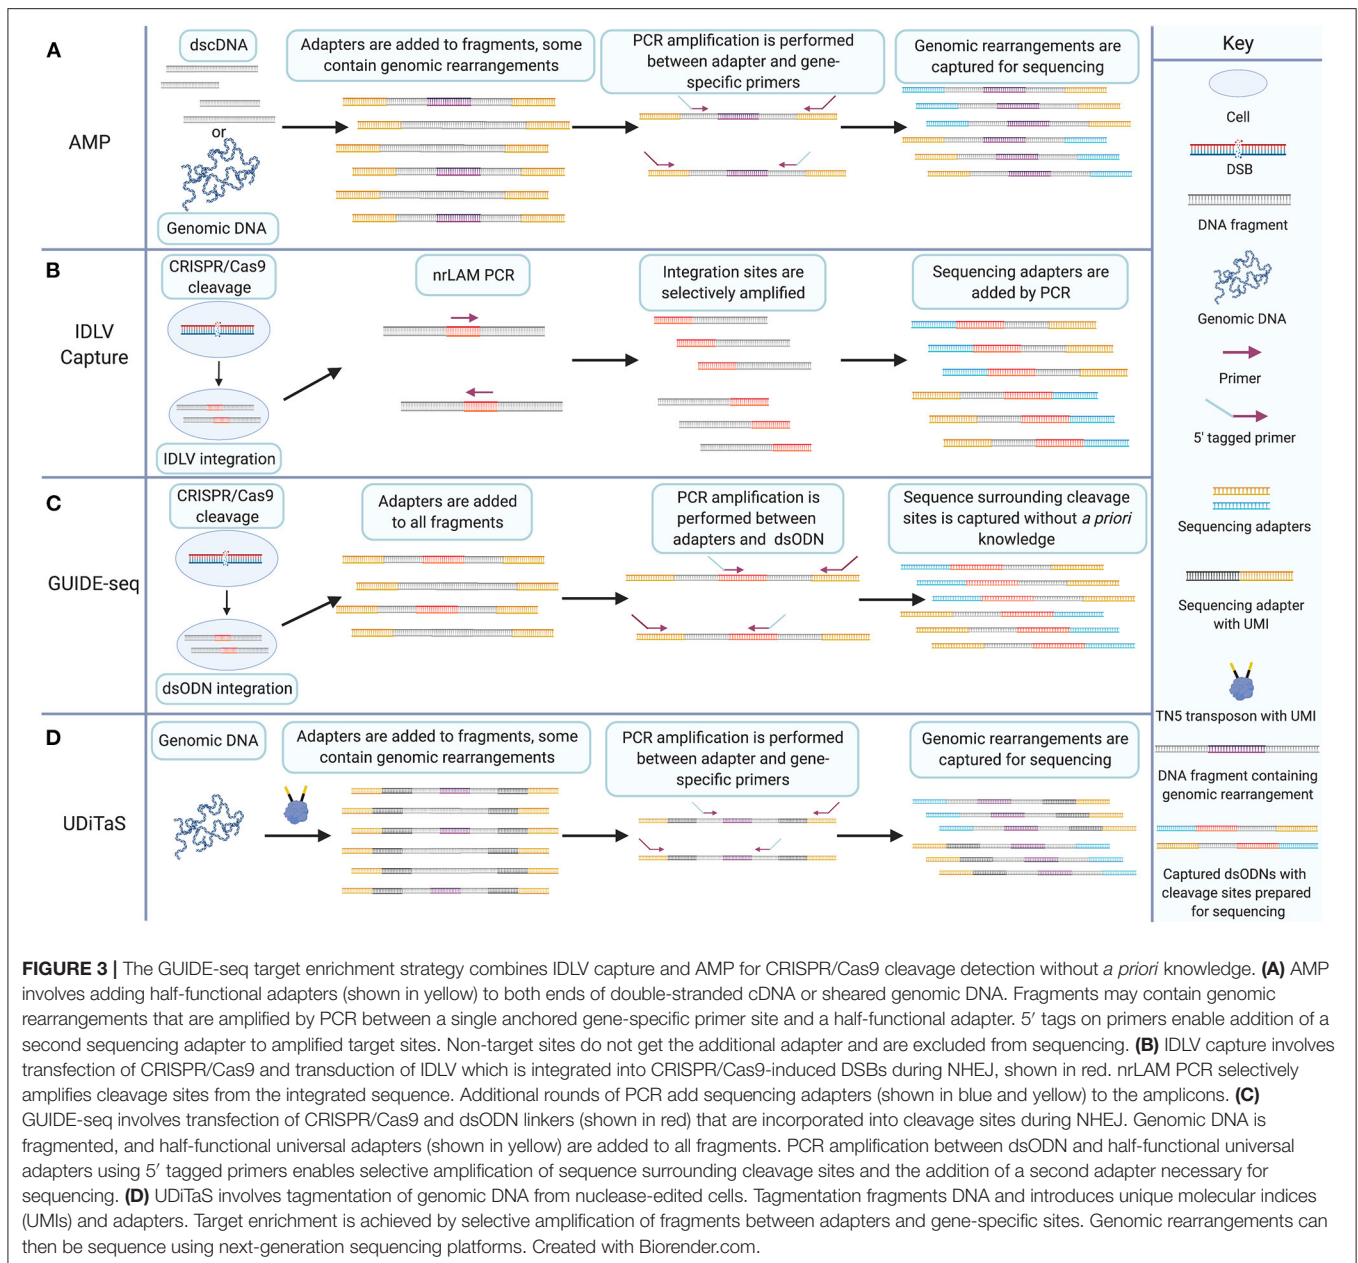 A
AMP
dscDNA
or
Genomic DNA
Adapters are added to fragments, some
contain genomic rearrangements
PCR amplification is performed
between adapter and gene-
specific primers
Genomic rearrangements are
captured for sequencing
B
IDLV
Capture
CRISPR/Cas9
cleavage
IDLV integration
nrLAM PCR
Integration sites are
selectively amplified
Sequencing adapters are
added by PCR
C
GUIDE-seq
CRISPR/Cas9
cleavage
dsODN integration
Adapters are added
to all fragments
PCR amplification is
performed between
adapters and dsODN
Sequence surrounding cleavage
sites is captured without a priori
knowledge
D
UDiTaS
Genomic DNA
Adapters are added to fragments, some
contain genomic rearrangements
PCR amplification is performed
between adapter and gene-
specific primers
Genomic rearrangements are
captured for sequencing
Key
Cell
DSB
DNA fragment
Genomic DNA
Primer
5' tagged primer
Sequencing adapters
Sequencing adapter
with UMI
TN5 transposon with UMI
DNA fragment containing
genomic rearrangement
Captured dsODNs with
cleavage sites prepared
for sequencing
FIGURE 3 | The GUIDE-seq target enrichment strategy combines IDLV capture and AMP for CRISPR/Cas9 cleavage detection without a priori knowledge. (A) AMP
involves adding half-functional adapters (shown in yellow) to both ends of double-stranded cDNA or sheared genomic DNA. Fragments may contain genomic
rearrangements that are amplified by PCR between a single anchored gene-specific primer site and a half-functional adapter. 5′ tags on primers enable addition of a
second sequencing adapter to amplified target sites. Non-target sites do not get the additional adapter and are excluded from sequencing. (B) IDLV capture involves
transfection of CRISPR/Cas9 and transduction of IDLV which is integrated into CRISPR/Cas9-induced DSBs during NHEJ, shown in red. nrLAM PCR selectively
amplifies cleavage sites from the integrated sequence. Additional rounds of PCR add sequencing adapters (shown in blue and yellow) to the amplicons. (C)
GUIDE-seq involves transfection of CRISPR/Cas9 and dsODN linkers (shown in red) that are incorporated into cleavage sites during NHEJ. Genomic DNA is
fragmented, and half-functional universal adapters (shown in yellow) are added to all fragments. PCR amplification between dsODN and half-functional universal
adapters using 5′ tagged primers enables selective amplification of sequence surrounding cleavage sites and the addition of a second adapter necessary for
sequencing. (D) UDiTaS involves tagmentation of genomic DNA from nuclease-edited cells. Tagmentation fragments DNA and introduces unique molecular indices
(UMIs) and adapters. Target enrichment is achieved by selective amplification of fragments between adapters and gene-specific sites. Genomic rearrangements can
then be sequence using next-generation sequencing platforms. Created with Biorender.com.